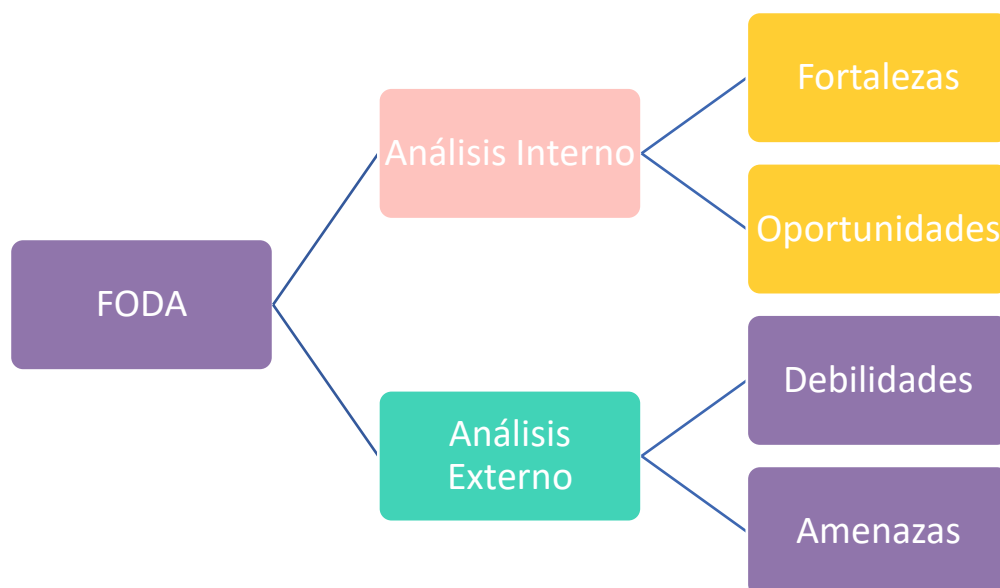 FODA
Análisis Interno
Fortalezas
Oportunidades
Análisis
Externo
Debilidades
Amenazas